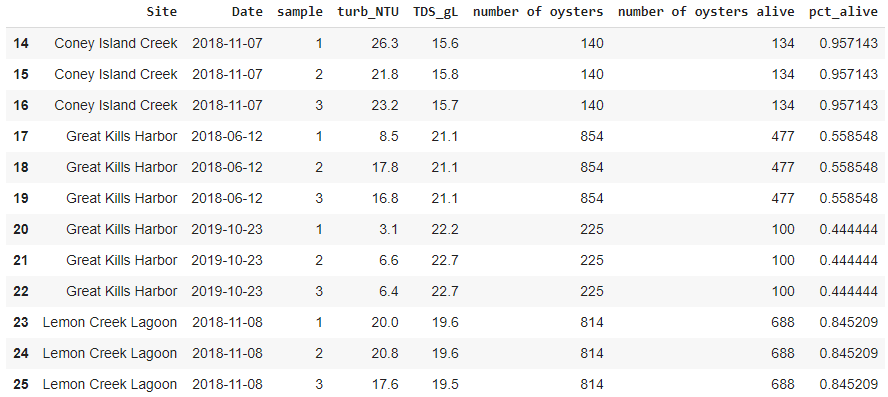 Site Date sample turb_NTU TDS_gL number of oysters number of oysters alive pct_alive
14 Coney Island Creek 2018-11-07 1 26.3 15.6 140 134 0.957143
15 Coney Island Creek 2018-11-07 2 21.8 15.8 140 134 0.957143
16 Coney Island Creek 2018-11-07 3 23.2 15.7 140 134 0.957143
17 Great Kills Harbor 2018-06-12 1 8.5 21.1 854 477 0.558548
18 Great Kills Harbor 2018-06-12 2 17.8 21.1 854 477 0.558548
19 Great Kills Harbor 2018-06-12 3 16.8 21.1 854 477 0.558548
20 Great Kills Harbor 2019-10-23 1 3.1 22.2 225 100 0.444444
21 Great Kills Harbor 2019-10-23 2 6.6 22.7 225 100 0.444444
22 Great Kills Harbor 2019-10-23 3 6.4 22.7 225 100 0.444444
23 Lemon Creek Lagoon 2018-11-08 1 20.0 19.6 814 688 0.845209
24 Lemon Creek Lagoon 2018-11-08 2 20.8 19.6 814 688 0.845209
25 Lemon Creek Lagoon 2018-11-08 3 17.6 19.5 814 688 0.845209